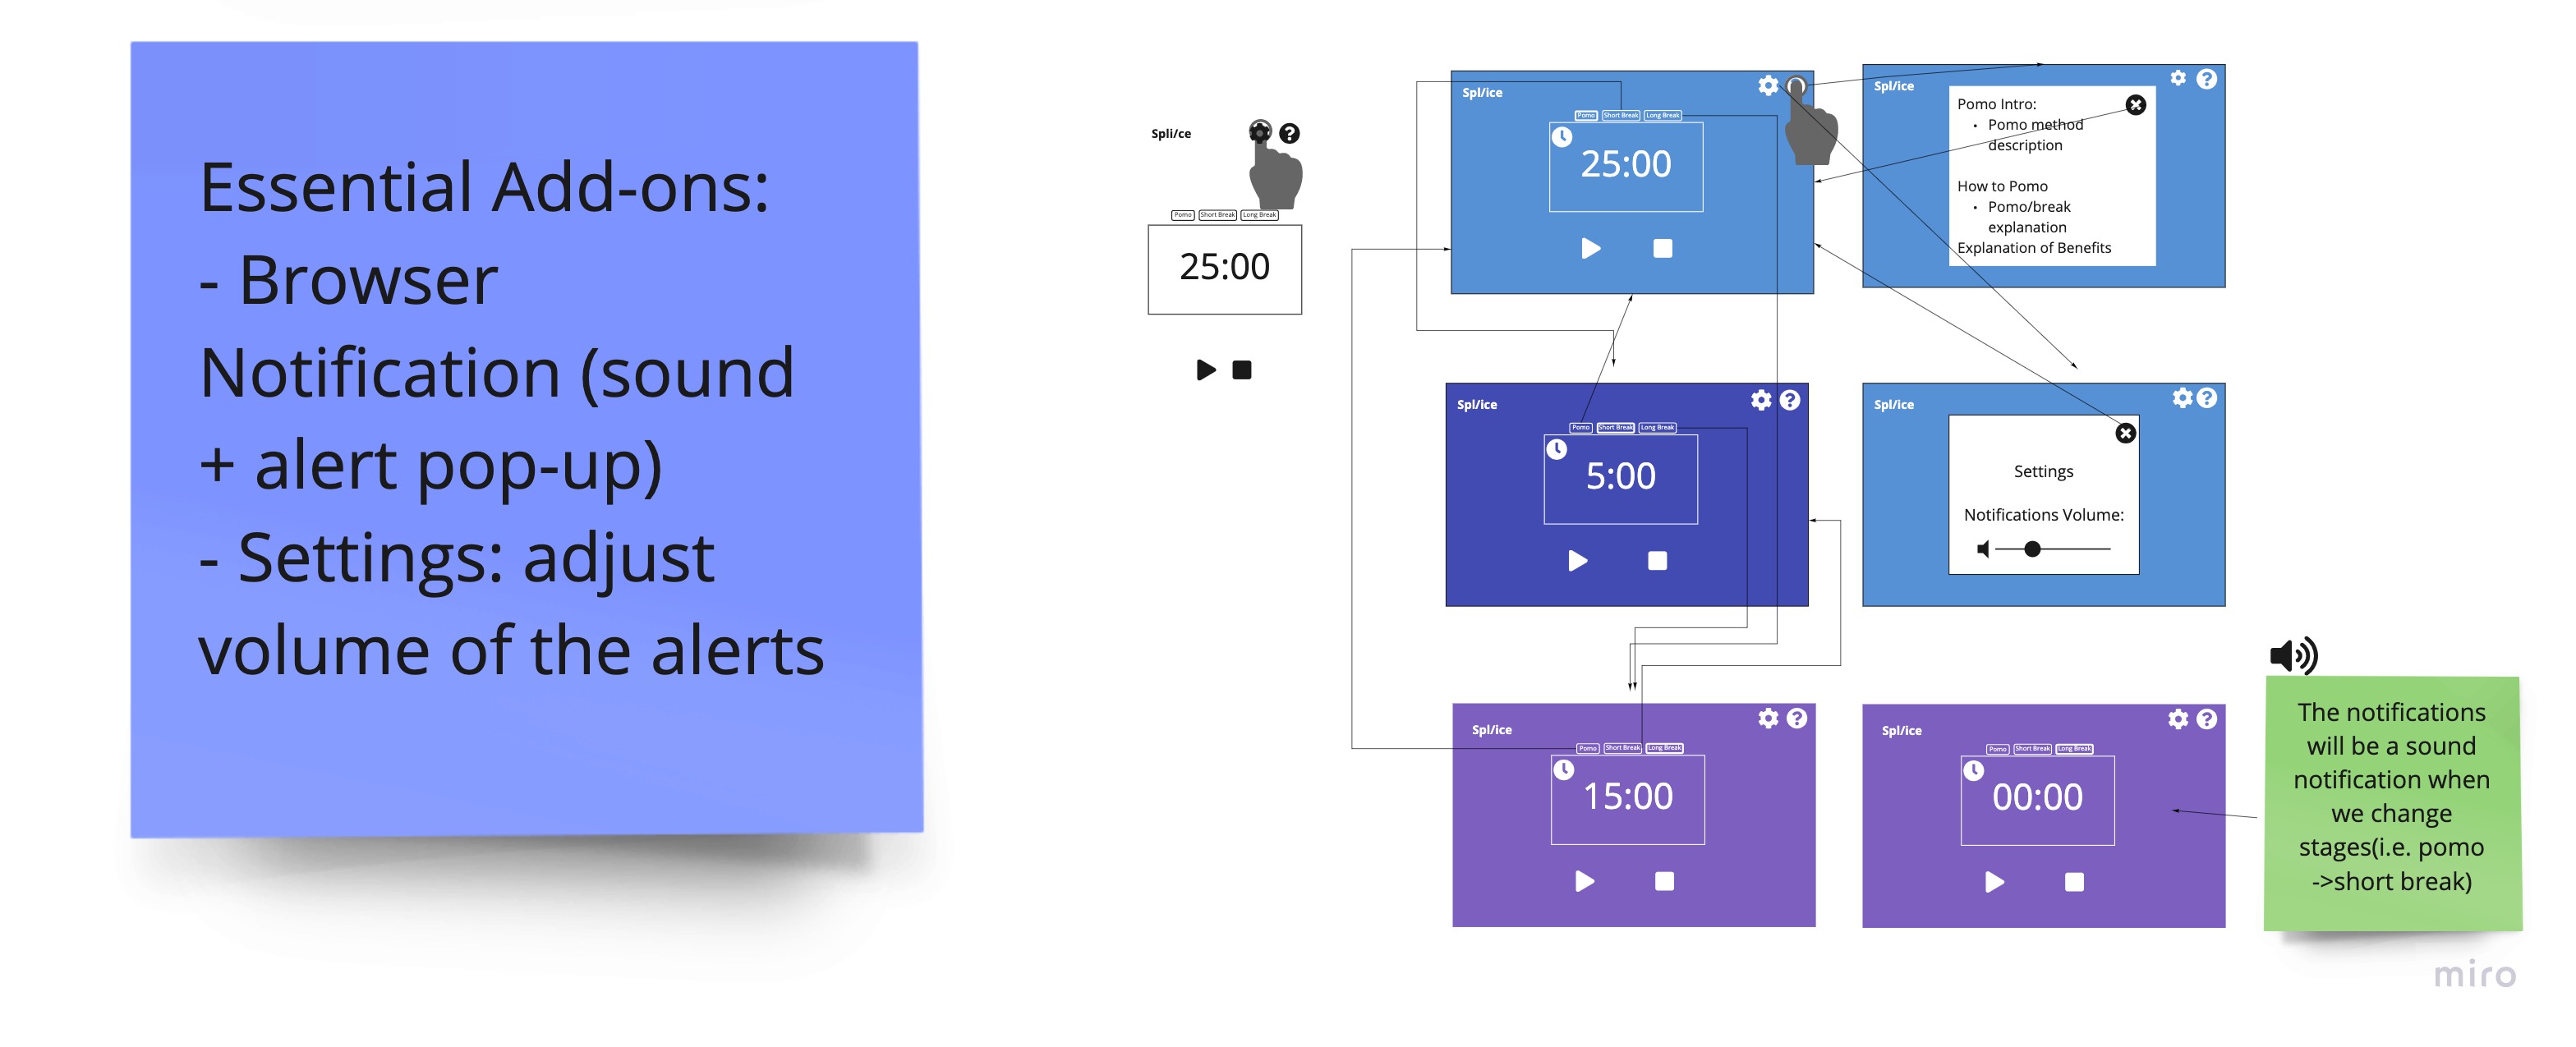 Essential Add-ons:
- Browser
Notification (sound
+ alert pop-up)
- Settings: adjust
volume of the alerts
Spli/ce
?
Pomo Short Break Long Break
25:00
Spl/ice
Pomo Short Break Long Break
25:00
Spl/ice
?
Pomo Intro:
• Pomo method
description
How to Pomo
• Pomo/break
explanation
Explanation of Benefits
Spl/ice
?
Pomo Short Break Long Break
5:00
Spl/ice
?
Settings
Notifications Volume:
Spl/ice
?
Pomo Short Break Long Break
15:00
Spl/ice
?
Pomo Short Break Long Break
00:00
The notifications
will be a sound
notification when
we change
stages(i.e. pomo
->short break)
miro